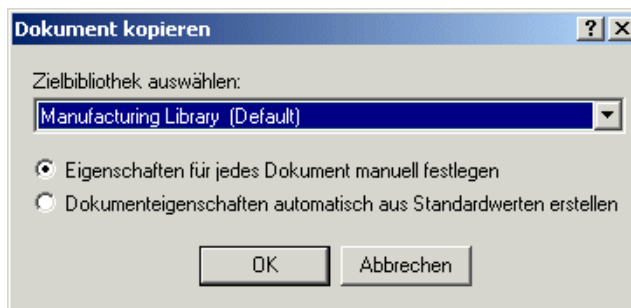 Dokument kopieren
Zielbibliothek auswählen:
Manufacturing Library (Default)
Eigenschaften für jedes Dokument manuell festlegen
Dokumenteigenschaften automatisch aus Standardwerten erstellen
OK Abbrechen